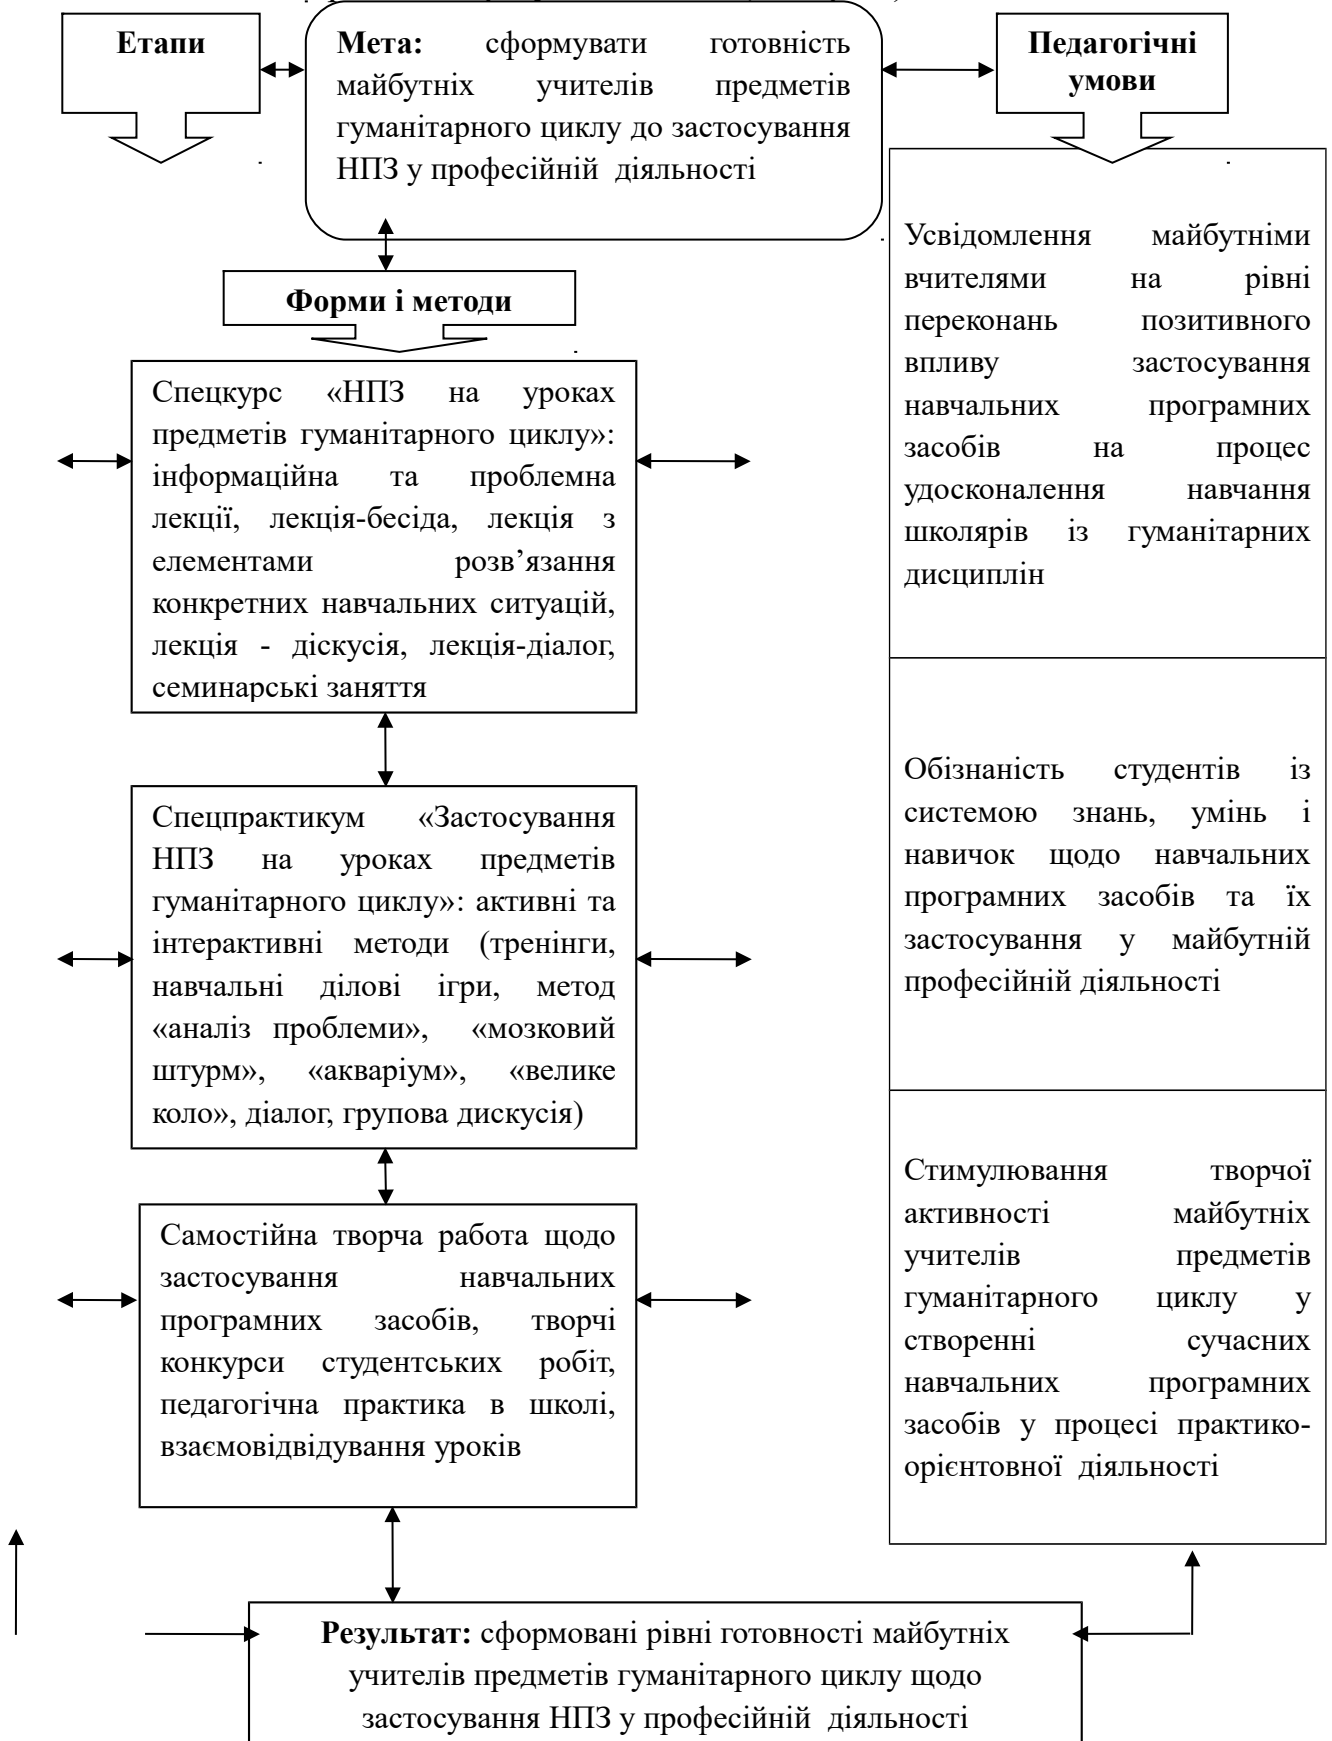 Етапи
Мета: сформувати готовність
майбутніх учителів предметів
гуманітарного циклу до застосування
НПЗ у професійній діяльності
Педагогічні
умови
Форми і методи
Спецкурс «НПЗ на уроках
предметів гуманітарного циклу»:
інформаційна та проблемна
лекції, лекція-бесіда, лекція з
елементами розв’язання
конкретних навчальних ситуацій,
лекція - діскусія, лекція-діалог,
семинарські заняття
Спецпрактикум «Застосування
НПЗ на уроках предметів
гуманітарного циклу»: активні та
інтерактивні методи (тренінги,
навчальні ділові ігри, метод
«аналіз проблеми», «мозковий
штурм», «акваріум», «велике
коло», діалог, групова дискусія)
Самостійна творча работа щодо
застосування навчальних
програмних засобів, творчі
конкурси студентських робіт,
педагогічна практика в школі,
взаємовідвідування уроків
Усвідомлення майбутніми
вчителями на рівні
переконань позитивного
впливу застосування
навчальних програмних
засобів на процес
удосконалення навчання
школярів із гуманітарних
дисциплін
Обізнаність студентів із
системою знань, умінь і
навичок щодо навчальних
програмних засобів та їх
застосування у майбутній
професійній діяльності
Стимулювання творчої
активності майбутніх
учителів предметів
гуманітарного циклу у
створенні сучасних
навчальних програмних
засобів у процесі практико-
орієнтовної діяльності
Результат: сформовані рівні готовності майбутніх
учителів предметів гуманітарного циклу щодо
застосування НПЗ у професійній діяльності